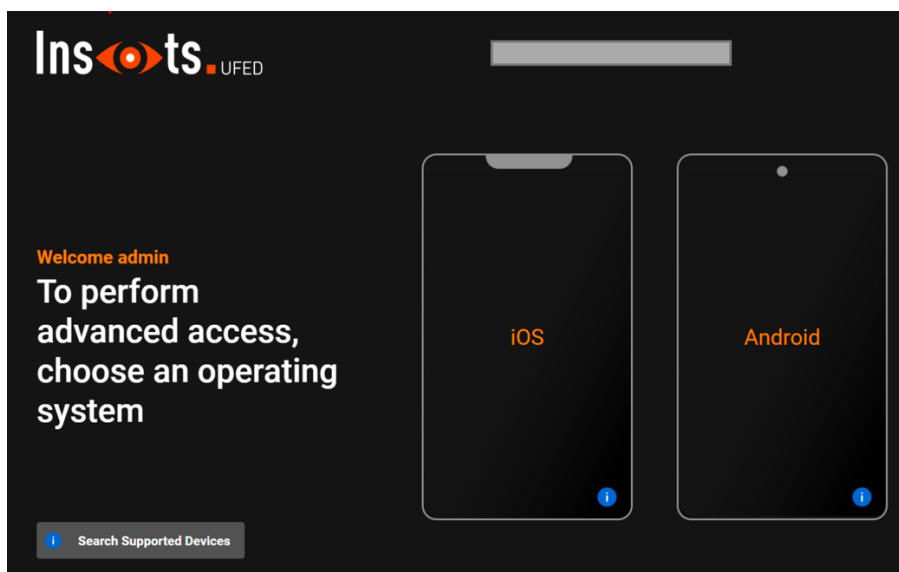 Ins ts. UFED
Welcome admin
To perform
advanced access,
choose an operating
system
iOS
Android
i
i
i Search Supported Devices